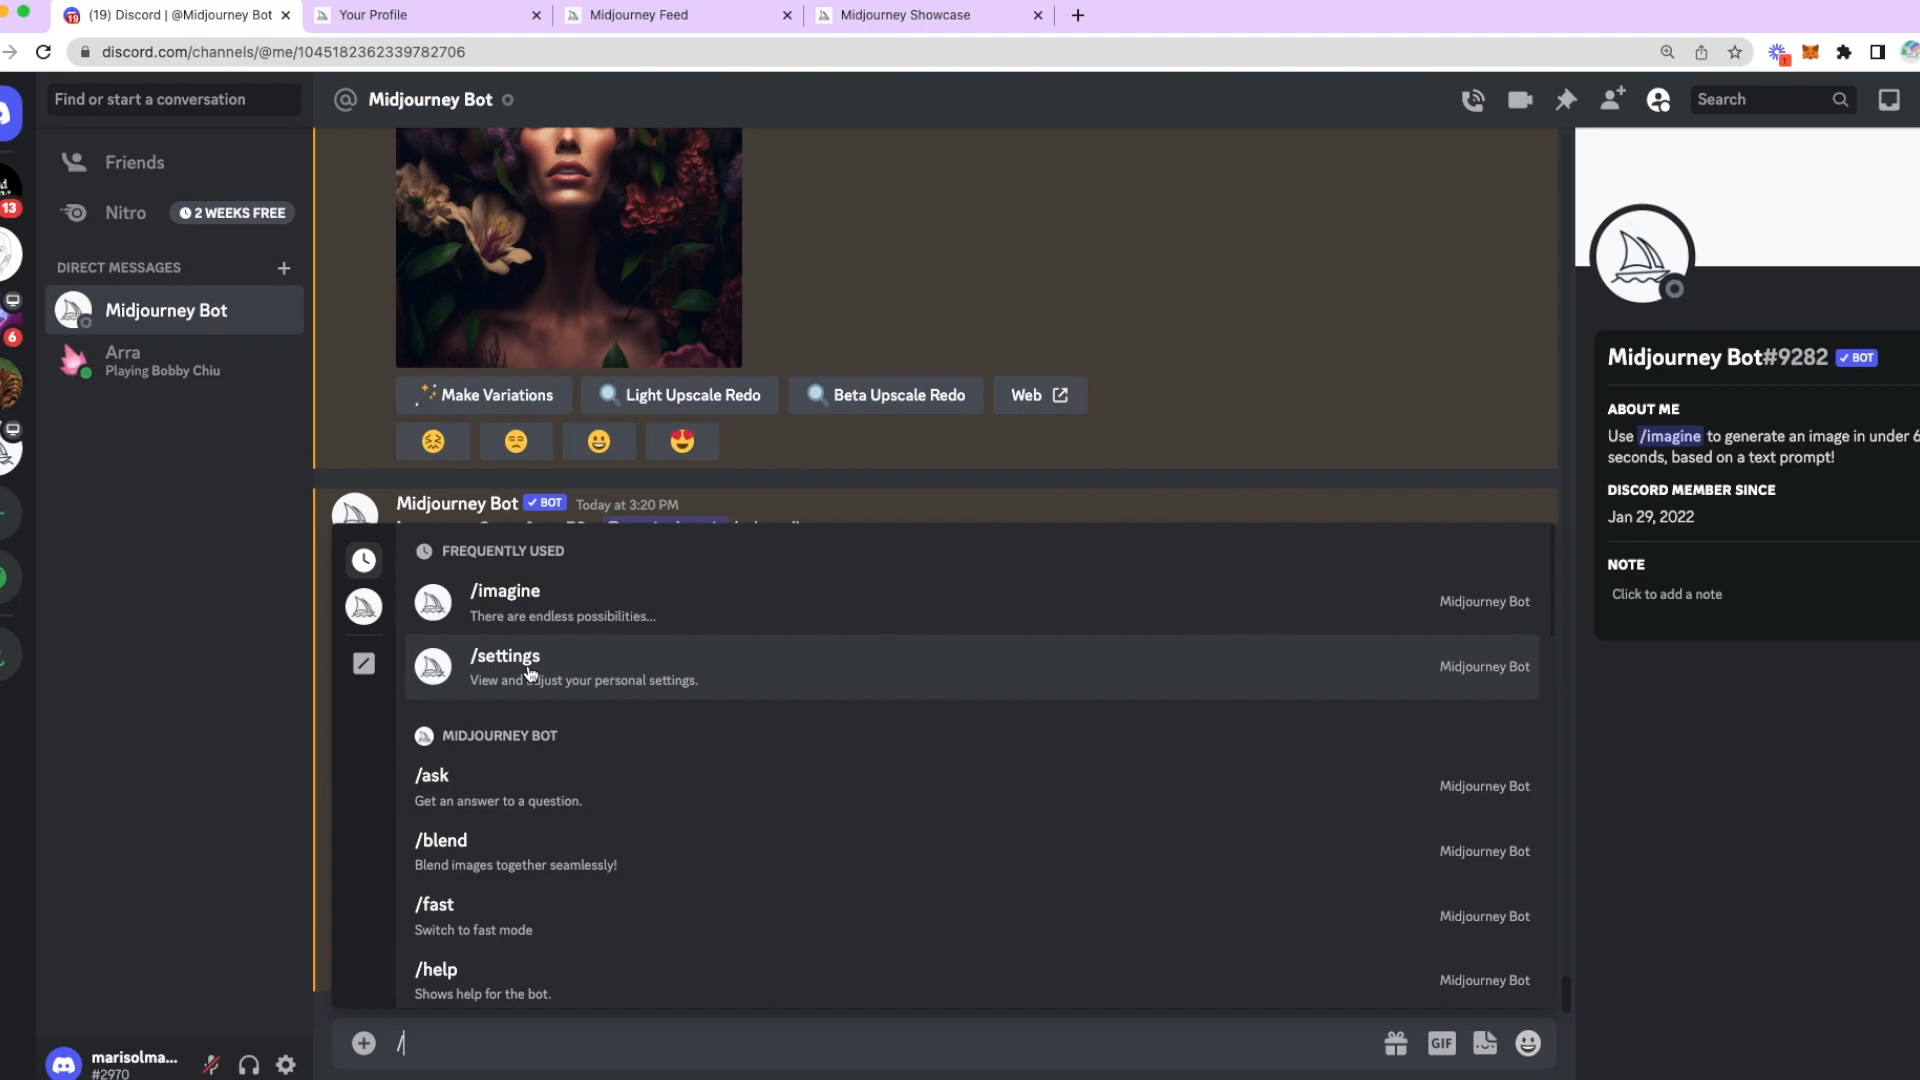 (19) Discord | @Midjourney Bot
Your Profile
Midjourney Feed
Midjourney Showcase
discord.com/channels/@me/1045182362339782706
1
Find or start a conversation
Midjourney Bot
Search
Friends
Nitro
2 WEEKS FREE
DIRECT MESSAGES
Midjourney Bot
Arra
Playing Bobby Chiu
13
6
Make Variations
Light Upscale Redo
Beta Upscale Redo
Web
Midjourney Bot
BOT
Today at 3:20 PM
FREQUENTLY USED
/imagine
There are endless possibilities...
Midjourney Bot
/settings
View and adjust your personal settings.
Midjourney Bot
MIDJOURNEY BOT
/ask
Get an answer to a question.
Midjourney Bot
/blend
Blend images together seamlessly!
Midjourney Bot
/fast
Switch to fast mode
Midjourney Bot
/help
Shows help for the bot.
Midjourney Bot
/
GIF
marisolma...
#2970
Midjourney Bot#9282
BOT
ABOUT ME
Use /imagine to generate an image in under 6
seconds, based on a text prompt!
DISCORD MEMBER SINCE
Jan 29, 2022
NOTE
Click to add a note